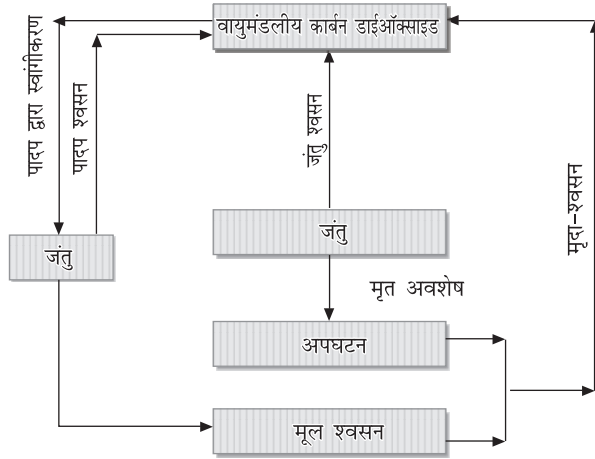 वायुमंडलीय कार्बन डाईऑक्साइड
पादप द्वारा स्वांगीकरण
पादप श्वसन
जंतु श्वसन
मृदा-श्वसन
जंतु
जंतु
मृत अवशेष
अपघटन
मूल श्वसन